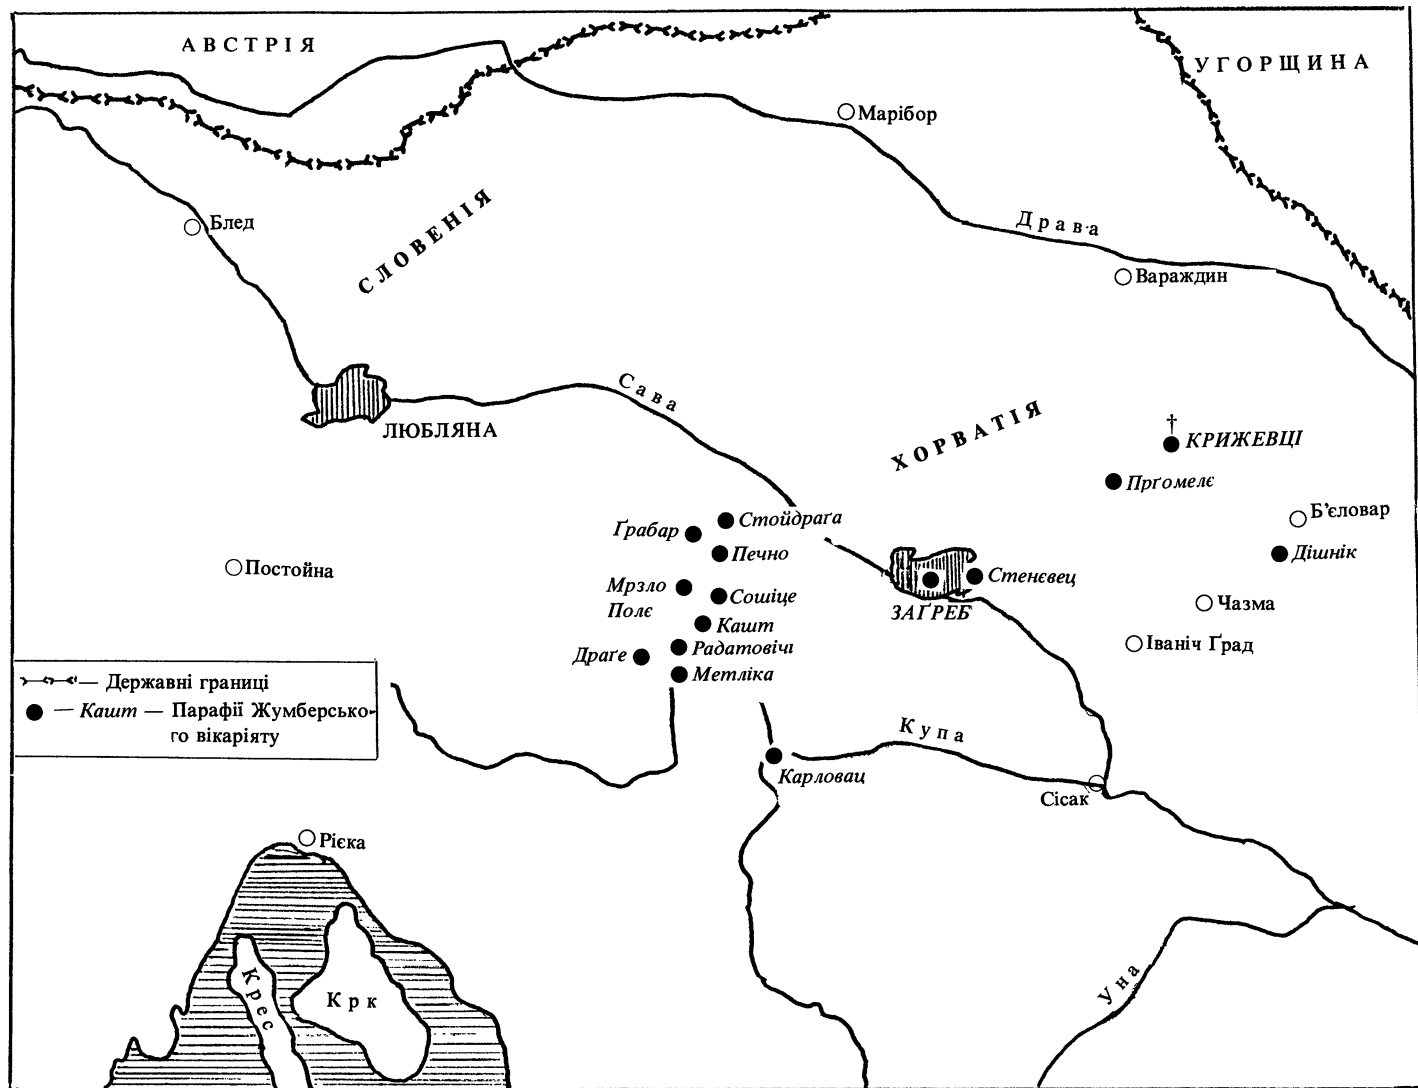 АВСТРІЯ
УГОРЩИНА
Марібор
СЛОВЕНІЯ
Блед
Драва
Вараждин
Сава
ЛЮБЛЯНА
ХОРВАТІЯ
†
КРИЖЕВЦІ
Прґомелє
Б'єловар
Стойдраґа
Ґрабар
Печно
Дішнік
Постойна
Стенєвец
Мрзло
Полє
Сошіце
Чазма
ЗАҐРЕБ
Кашт
Іваніч Ґрад
Радатовічі
Драґе
Метліка
— Державні границі
— Кашт — Парафії Жумберсько-
го вікаріяту
Купа
Карловац
Сісак
Рієка
Крес
Крк
Уна